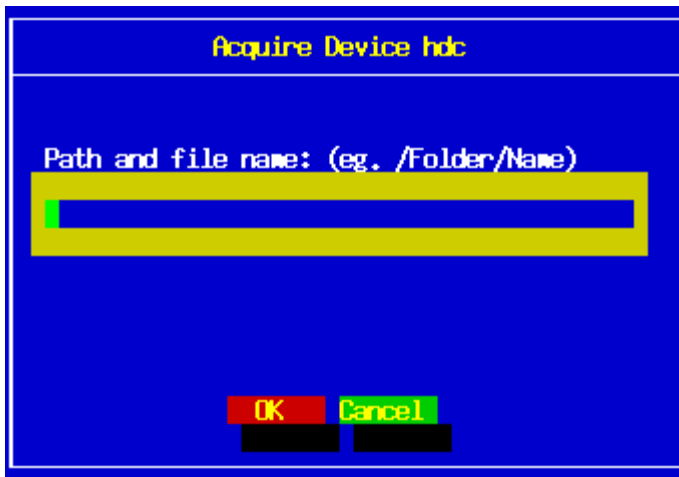 Acquire Device hdc
Path and file name: (eg. /Folder/Name)
OK Cancel